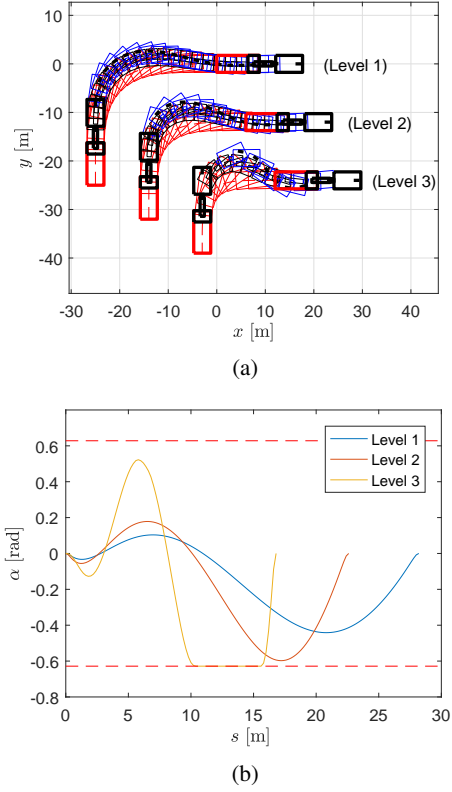 10
0
-10
-20
-30
-40
y [m]
(Level 1)
(Level 2)
(Level 3)
-30 -20 -10 0 10 20 30 40
x [m]
(a)
0.6
0.4
0.2
0
-0.2
-0.4
-0.6
-0.8
α [rad]
Level 1
Level 2
Level 3
0 5 10 15 20 25 30
s [m]
(b)